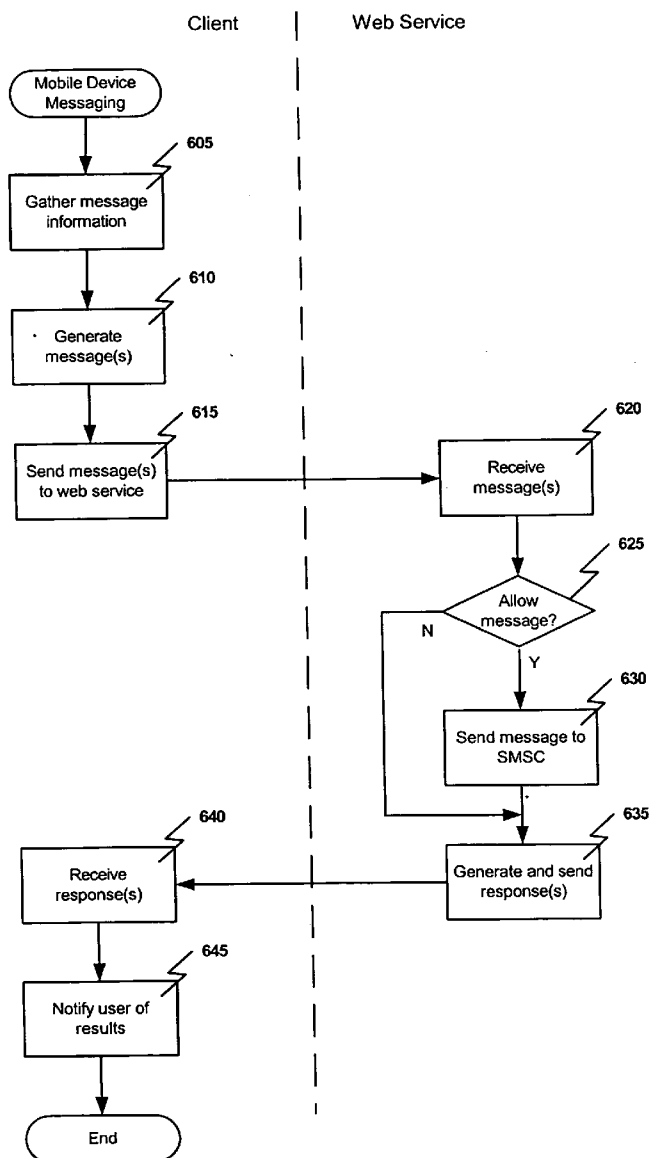 Client
Web Service
Mobile Device
Messaging
605
Gather message
information
610
Generate
message(s)
615
Send message(s)
to web service
620
Receive
message(s)
625
Allow
message?
N
Y
630
Send message to
SMSC
635
Generate and send
response(s)
640
Receive
response(s)
645
Notify user of
results
End